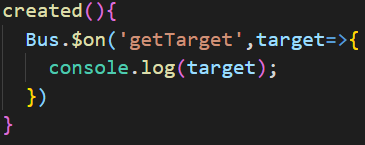 created(){
Bus.$on('getTarget',target=>{
console.log(target);
})
}